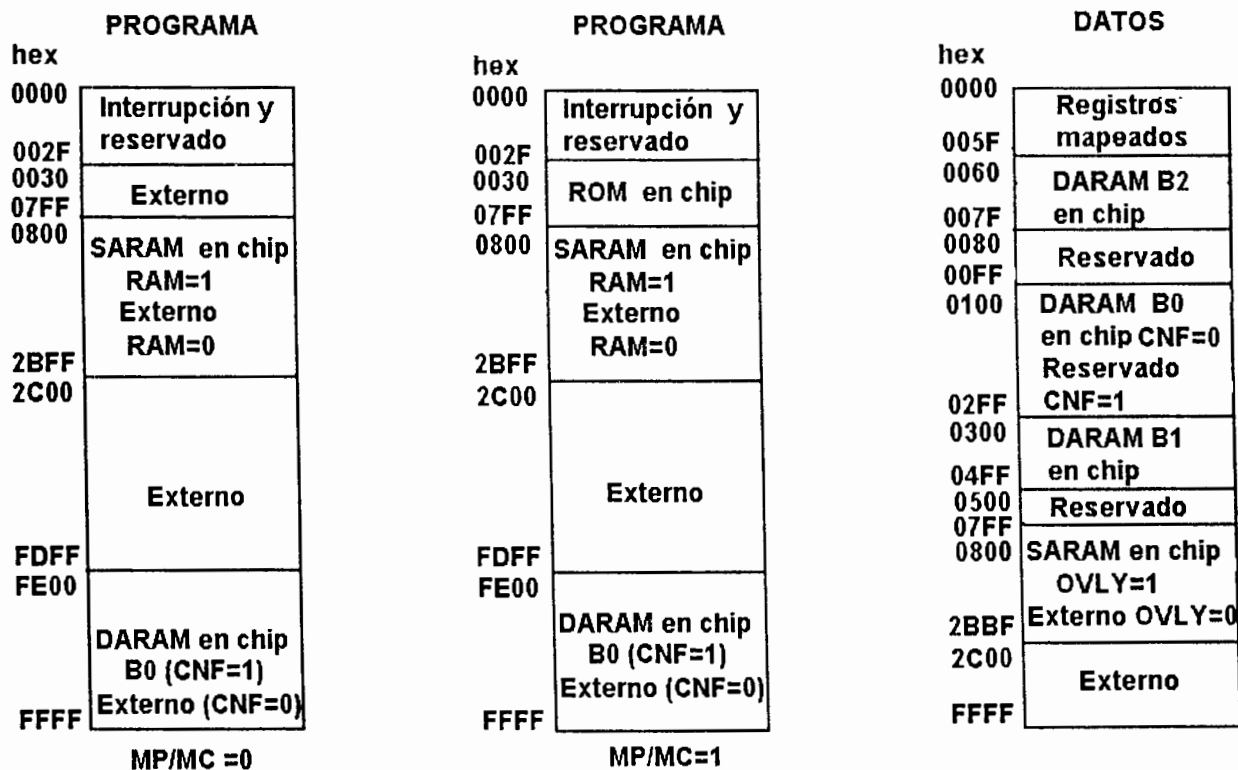 PROGRAMA
hex
0000
Interrupción y
reservado
002F
0030
Externo
07FF
0800
SARAM en chip
RAM=1
Externo
RAM=0
2BFF
2C00
Externo
FDFF
FE00
DARAM en chip
B0 (CNF=1)
Externo (CNF=0)
FFFF
MP/MC =0
PROGRAMA
hex
0000
Interrupción y
reservado
002F
0030
ROM en chip
07FF
0800
SARAM en chip
RAM=1
Externo
RAM=0
2BFF
2C00
Externo
FDFF
FE00
DARAM en chip
B0 (CNF=1)
Externo (CNF=0)
FFFF
MP/MC=1
DATOS
hex
0000
Registros
mapeados
005F
0060
DARAM B2
en chip
007F
0080
Reservado
00FF
0100
DARAM B0
en chip CNF=0
Reservado
CNF=1
02FF
0300
DARAM B1
en chip
04FF
0500
Reservado
07FF
0800
SARAM en chip
OVLY=1
Externo OVLY=0
2BBF
2C00
Externo
FFFF